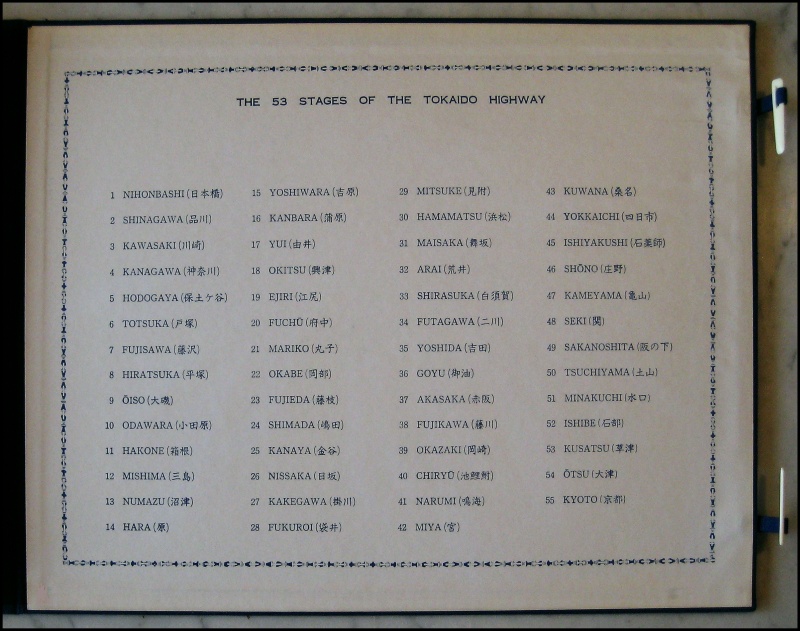 THE 53 STAGES OF THE TOKAIDO HIGHWAY
1 NIHONBASHI (日本橋)
2 SHINAGAWA (品川)
3 KAWASAKI (川崎)
4 KANAGAWA (神奈川)
5 HODOGAYA (保土ケ谷)
6 TOTSUKA (戸塚)
7 FUJISAWA (藤沢)
8 HIRATSUKA (平塚)
9 ŌISO (大磯)
10 ODAWARA (小田原)
11 HAKONE (箱根)
12 MISHIMA (三島)
13 NUMAZU (沼津)
14 HARA (原)
15 YOSHIWARA (吉原)
16 KANBARA (蒲原)
17 YUI (由井)
18 OKITSU (興津)
19 EJIRI (江尻)
20 FUCHŪ (府中)
21 MARIKO (丸子)
22 OKABE (岡部)
23 FUJIEDA (藤枝)
24 SHIMADA (嶋田)
25 KANAYA (金谷)
26 NISSAKA (日坂)
27 KAKEGAWA (掛川)
28 FUKUROI (袋井)
29 MITSUKE (見附)
30 HAMAMATSU (浜松)
31 MAISAKA (舞坂)
32 ARAI (荒井)
33 SHIRASUKA (白須賀)
34 FUTAGAWA (二川)
35 YOSHIDA (吉田)
36 GOYU (御油)
37 AKASAKA (赤阪)
38 FUJIKAWA (藤川)
39 OKAZAKI (岡崎)
40 CHIRYŪ (池鯉鮒)
41 NARUMI (鳴海)
42 MIYA (宮)
43 KUWANA (桑名)
44 YOKKAICHI (四日市)
45 ISHIYAKUSHI (石薬師)
46 SHŌNO (庄野)
47 KAMEYAMA (亀山)
48 SEKI (関)
49 SAKANOSHITA (阪の下)
50 TSUCHIYAMA (土山)
51 MINAKUCHI (水口)
52 ISHIBE (石部)
53 KUSATSU (草津)
54 ŌTSU (大津)
55 KYOTO (京都)